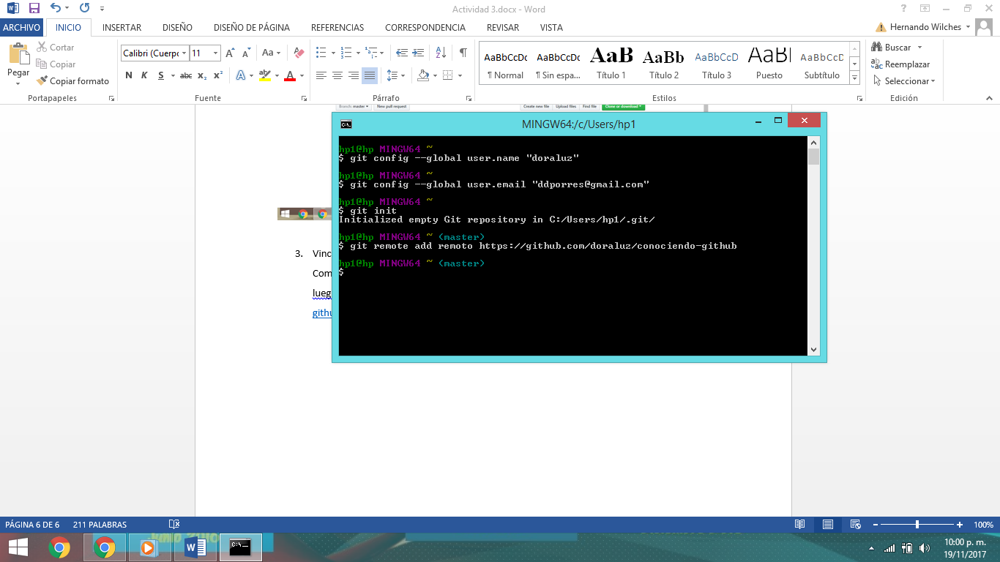 Actividad 3.docx - Word
ARCHIVO INICIO INSERTAR DISEÑO DISEÑO DE PÁGINA REFERENCIAS CORRESPONDENCIA REVISAR VISTA Hernando Wilches
Pegar
Cortar
Copiar
Copiar formato
Portapapeles
Calibri (Cuerpo 11
N K S abc x₂ x²
Fuente
Párrafo
AaBbCcDc AaBbCcDc AaB AaBb AaBbCcD AaBl AaBbCcD
¶ Normal ¶ Sin espa... Título 1 Título 2 Título 3 Puesto Subtítulo
Estilos
Buscar
Reemplazar
Seleccionar
Edición
Branch: master New pull request Create new file Upload files Find file Clone or download
MINGW64:/c/Users/hp1
hp1@hp MINGW64 ~
$ git config --global user.name "doraluz"
hp1@hp MINGW64 ~
$ git config --global user.email "ddporres@gmail.com"
hp1@hp MINGW64 ~
$ git init
Initialized empty Git repository in C:/Users/hp1/.git/
hp1@hp MINGW64 ~ (master)
$ git remote add remoto https://github.com/doraluz/conociendo-github
hp1@hp MINGW64 ~ (master)
$
3. Vinc
Com
lueg
githu
PÁGINA 6 DE 6 211 PALABRAS 100%
10:00 p. m.
19/11/2017